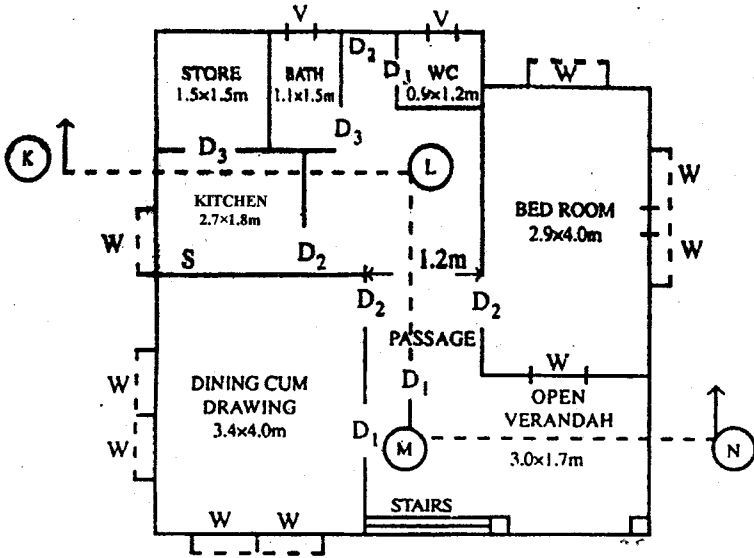 V
V
D2
STORE
1.5×1.5m
BATH
1.1×1.5m
D3
WC
0.9×1.2m
W
K
D3
D3
L
W
KITCHEN
2.7×1.8m
BED ROOM
2.9×4.0m
W
S
D2
1.2m
W
D2
D2
PASSAGE
W
W
DINING CUM
DRAWING
3.4×4.0m
D1
OPEN
VERANDAH
W
D1
M
N
3.0×1.7m
STAIRS
W
W